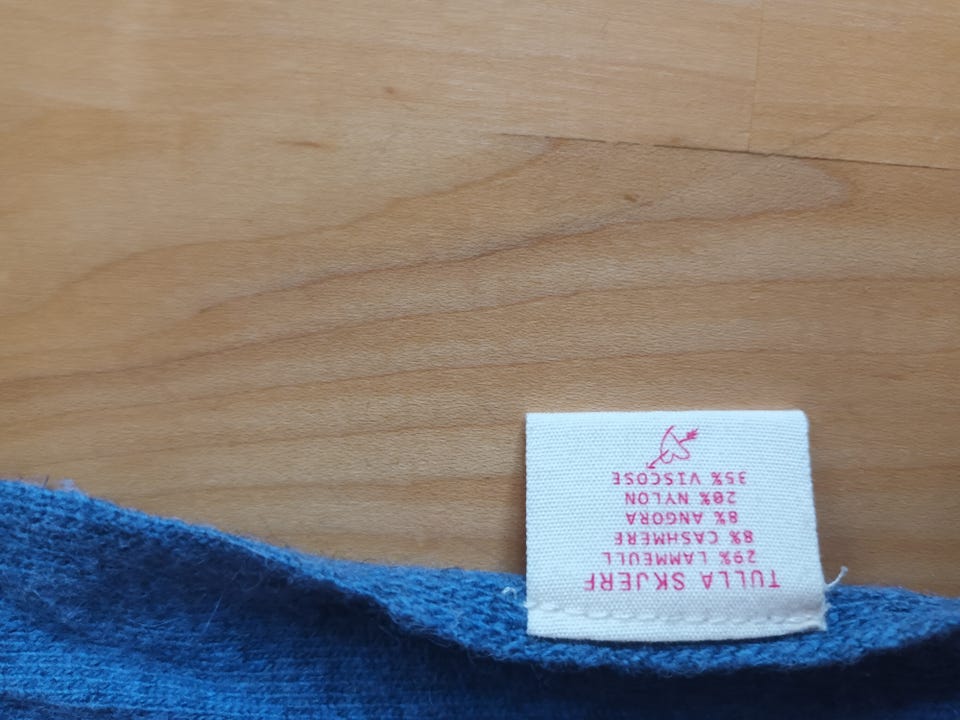 TULLA SKJERF
29% LAMMEULL
8% CASHMERE
8% ANGORA
20% NYLON
35% VISCOSE